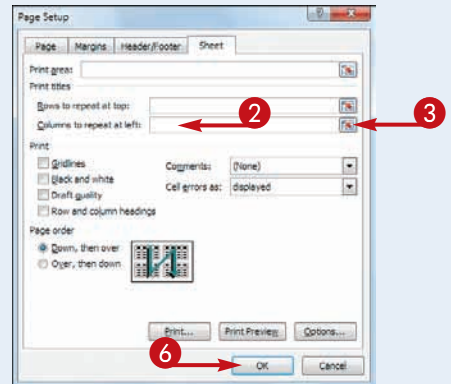 Page Setup
Page Margins Header/Footer Sheet
Print area:
Print titles
Rows to repeat at top:
Columns to repeat at left: 2 3
Print
Gridlines Comments: (None)
Black and white Cell errors as: displayed
Draft quality
Row and column headings
Page order
Down, then over
Over, then down
Print... Print Preview Options...
6 OK Cancel